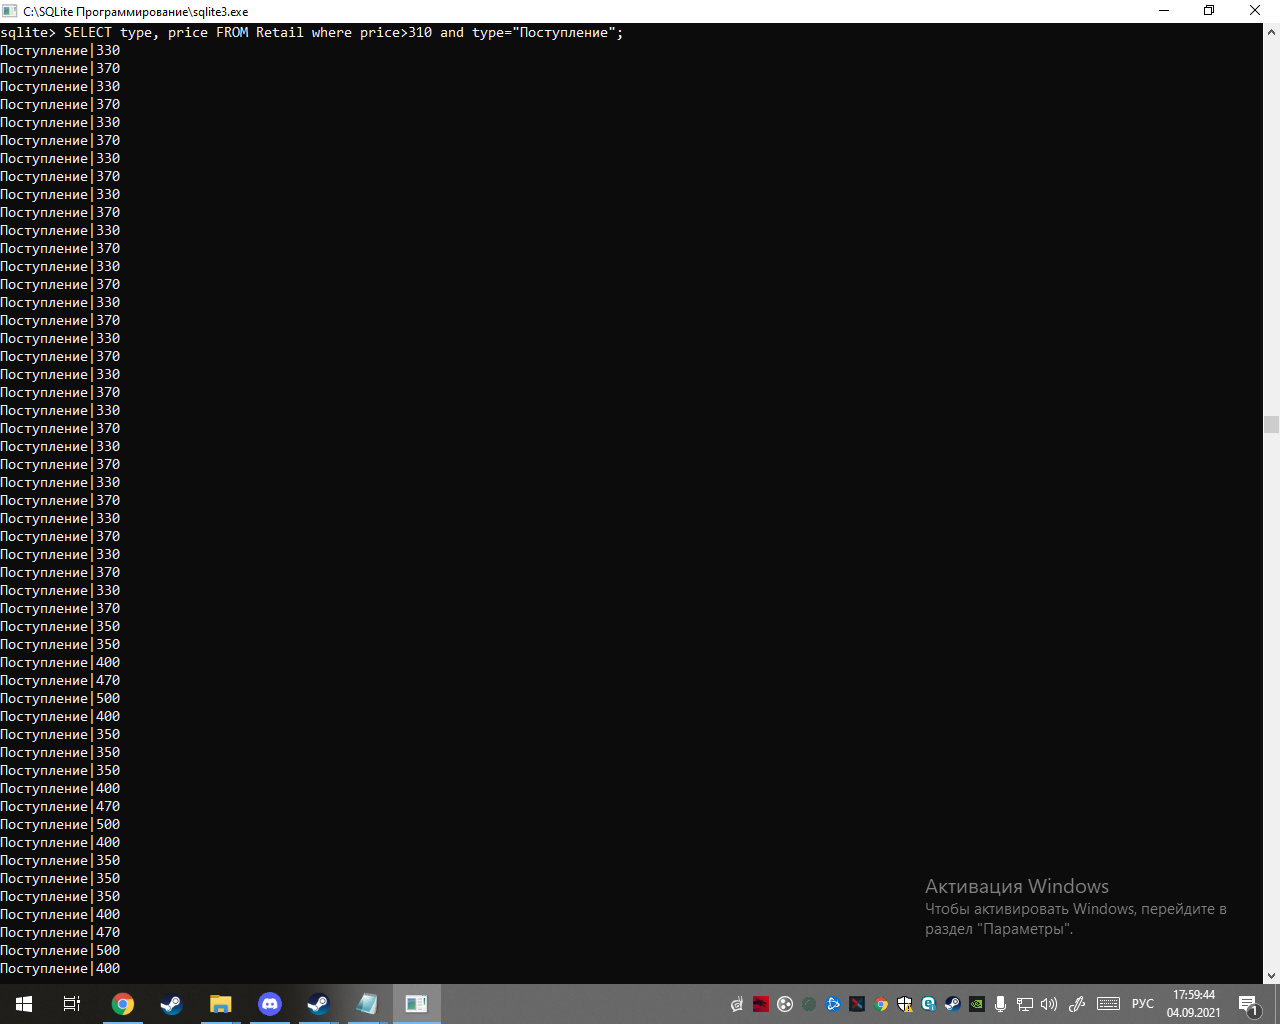 C:\SQLite Программирование\sqlite3.exe
sqlite> SELECT type, price FROM Retail where price>310 and type="Поступление";
Поступление|330
Поступление|370
Поступление|330
Поступление|370
Поступление|330
Поступление|370
Поступление|330
Поступление|370
Поступление|330
Поступление|370
Поступление|330
Поступление|370
Поступление|330
Поступление|370
Поступление|330
Поступление|370
Поступление|330
Поступление|370
Поступление|330
Поступление|370
Поступление|330
Поступление|370
Поступление|330
Поступление|370
Поступление|330
Поступление|370
Поступление|330
Поступление|370
Поступление|330
Поступление|370
Поступление|330
Поступление|370
Поступление|350
Поступление|350
Поступление|400
Поступление|470
Поступление|500
Поступление|400
Поступление|350
Поступление|350
Поступление|350
Поступление|400
Поступление|470
Поступление|500
Поступление|400
Поступление|350
Поступление|350
Поступление|350
Поступление|400
Поступление|470
Поступление|500
Поступление|400
Активация Windows
Чтобы активировать Windows, перейдите в
раздел "Параметры".
РУС
17:59:44
04.09.2021
1